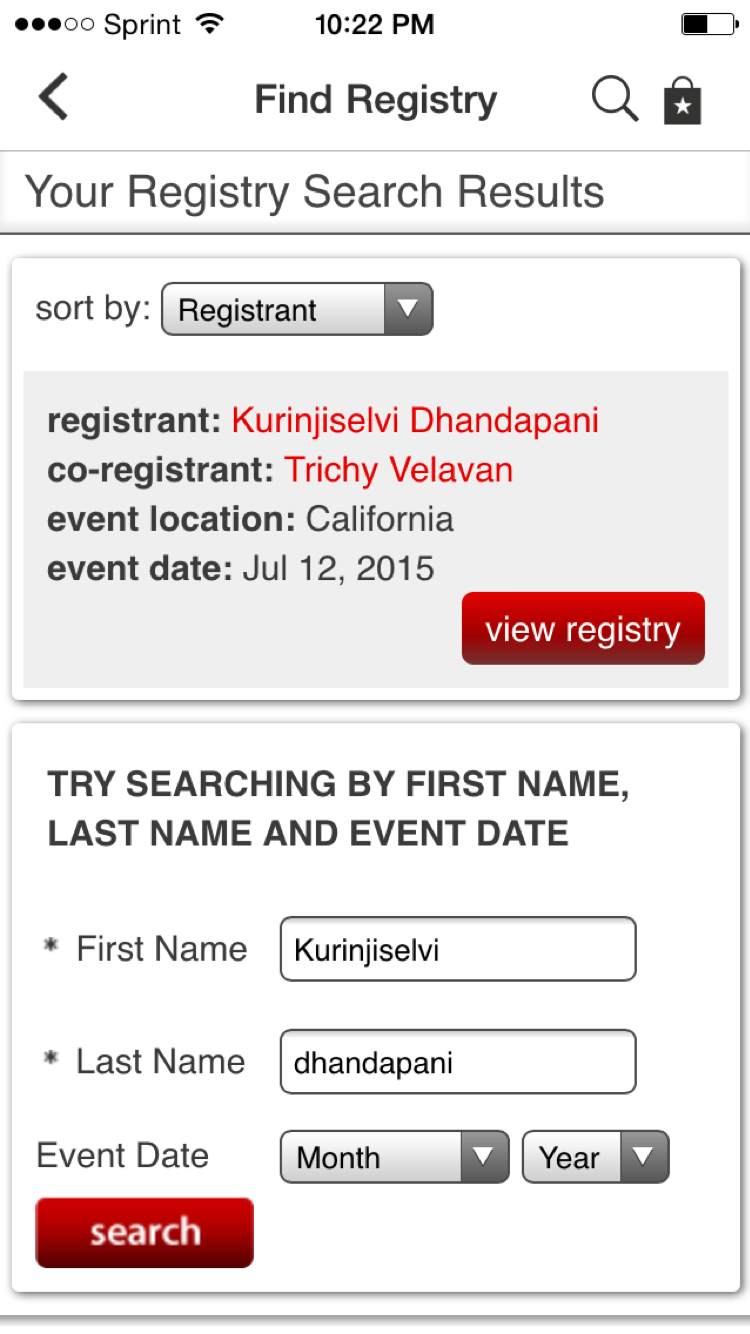 Sprint 10:22 PM
Find Registry
Your Registry Search Results
sort by: Registrant
registrant: Kurinjiselvi Dhandapani
co-registrant: Trichy Velavan
event location: California
event date: Jul 12, 2015
view registry
TRY SEARCHING BY FIRST NAME,
LAST NAME AND EVENT DATE
* First Name Kurinjiselvi
* Last Name dhandapani
Event Date Month Year
search